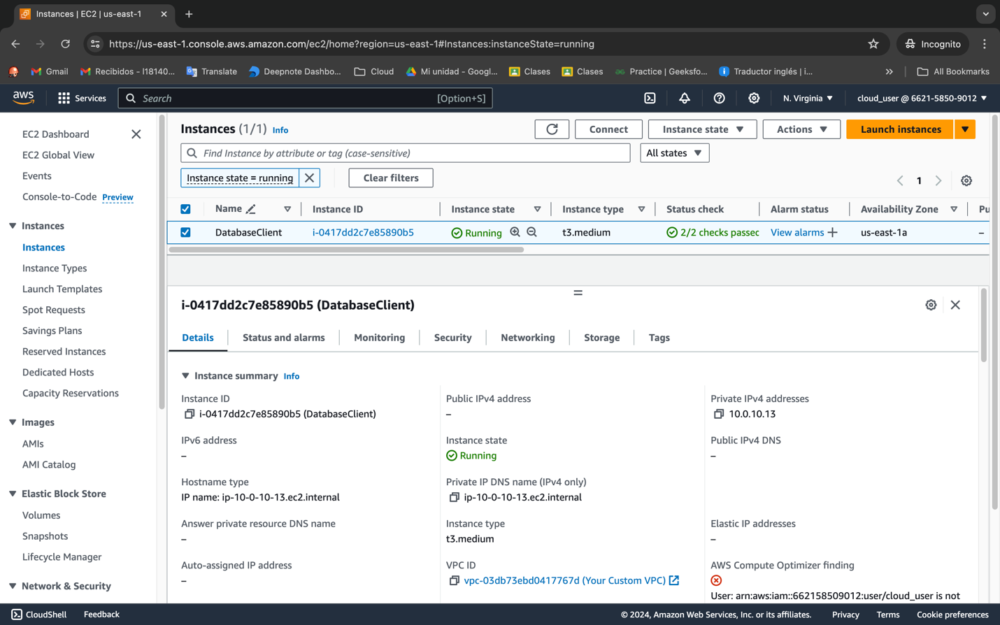 Instances | EC2 | us-east-1
https://us-east-1.console.aws.amazon.com/ec2/home?region=us-east-1#Instances:instanceState=running
Incognito
Gmail
Recibidos - l18140...
Translate
Deepnote Dashbo...
Cloud
Mi unidad - Googl...
Clases
Clases
Practice | Geeksfo...
Traductor inglés | i...
All Bookmarks
aws
Services
Search
[Option+S]
N. Virginia
cloud_user @ 6621-5850-9012
EC2 Dashboard
EC2 Global View
Events
Console-to-Code Preview
Instances
Instances
Instance Types
Launch Templates
Spot Requests
Savings Plans
Reserved Instances
Dedicated Hosts
Capacity Reservations
Images
AMIs
AMI Catalog
Elastic Block Store
Volumes
Snapshots
Lifecycle Manager
Network & Security
Instances (1/1) Info
Connect
Instance state
Actions
Launch instances
Find Instance by attribute or tag (case-sensitive)
All states
Instance state = running
Clear filters
1
Name
Instance ID
Instance state
Instance type
Status check
Alarm status
Availability Zone
Pu
DatabaseClient
i-0417dd2c7e85890b5
Running
t3.medium
2/2 checks passec
View alarms
us-east-1a
–
i-0417dd2c7e85890b5 (DatabaseClient)
Details
Status and alarms
Monitoring
Security
Networking
Storage
Tags
Instance summary Info
Instance ID
i-0417dd2c7e85890b5 (DatabaseClient)
Public IPv4 address
–
Private IPv4 addresses
10.0.10.13
IPv6 address
–
Instance state
Running
Public IPv4 DNS
–
Hostname type
IP name: ip-10-0-10-13.ec2.internal
Private IP DNS name (IPv4 only)
ip-10-0-10-13.ec2.internal
Answer private resource DNS name
–
Instance type
t3.medium
Elastic IP addresses
–
Auto-assigned IP address
–
VPC ID
vpc-03db73ebd0417767d (Your Custom VPC)
AWS Compute Optimizer finding
User: arn:aws:iam::662158509012:user/cloud_user is not
CloudShell
Feedback
© 2024, Amazon Web Services, Inc. or its affiliates.
Privacy
Terms
Cookie preferences